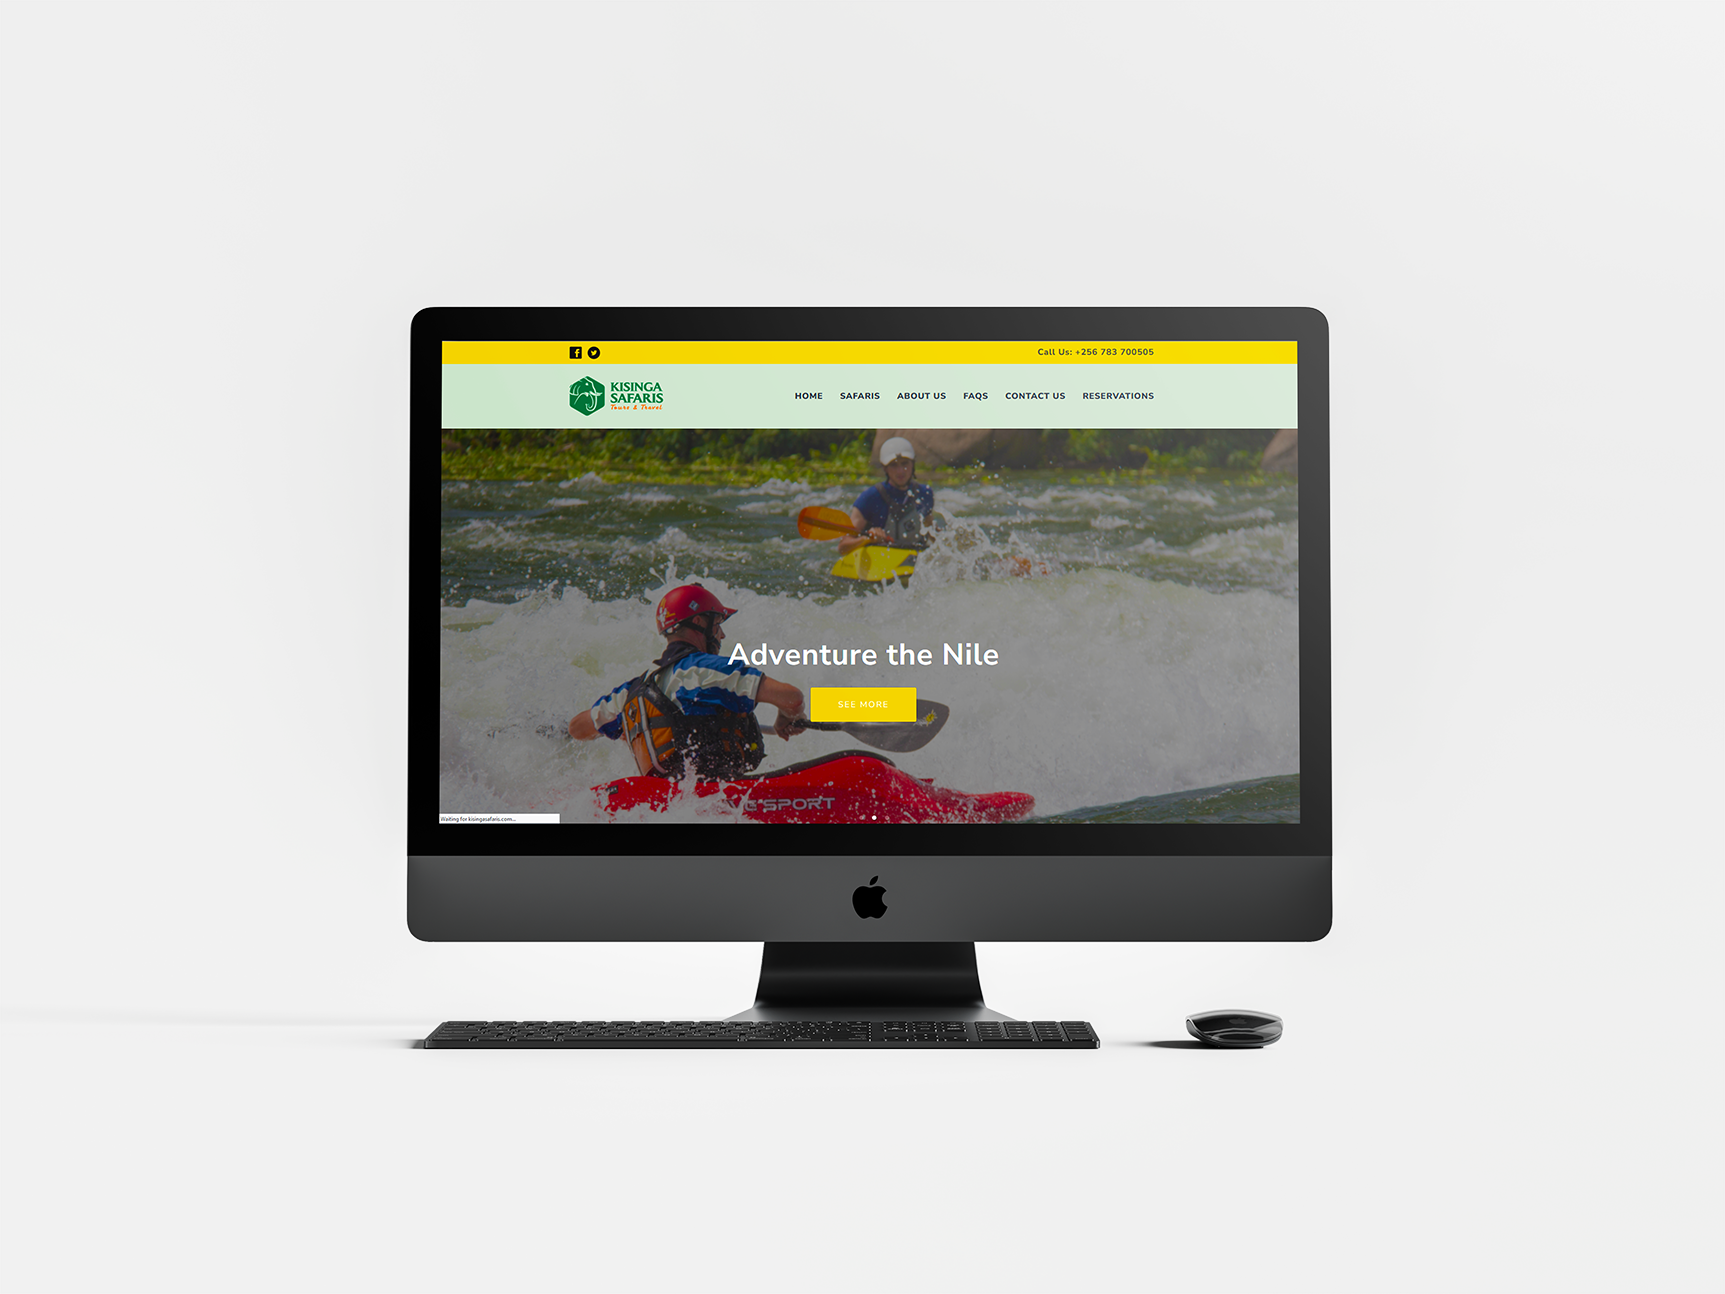 Call Us: +256 783 700505
KISINGA
SAFARIS
Tours & Travel
HOME SAFARIS ABOUT US FAQS CONTACT US RESERVATIONS
Adventure the Nile
SEE MORE
SPORT
Waiting for kisingasafaris.com...